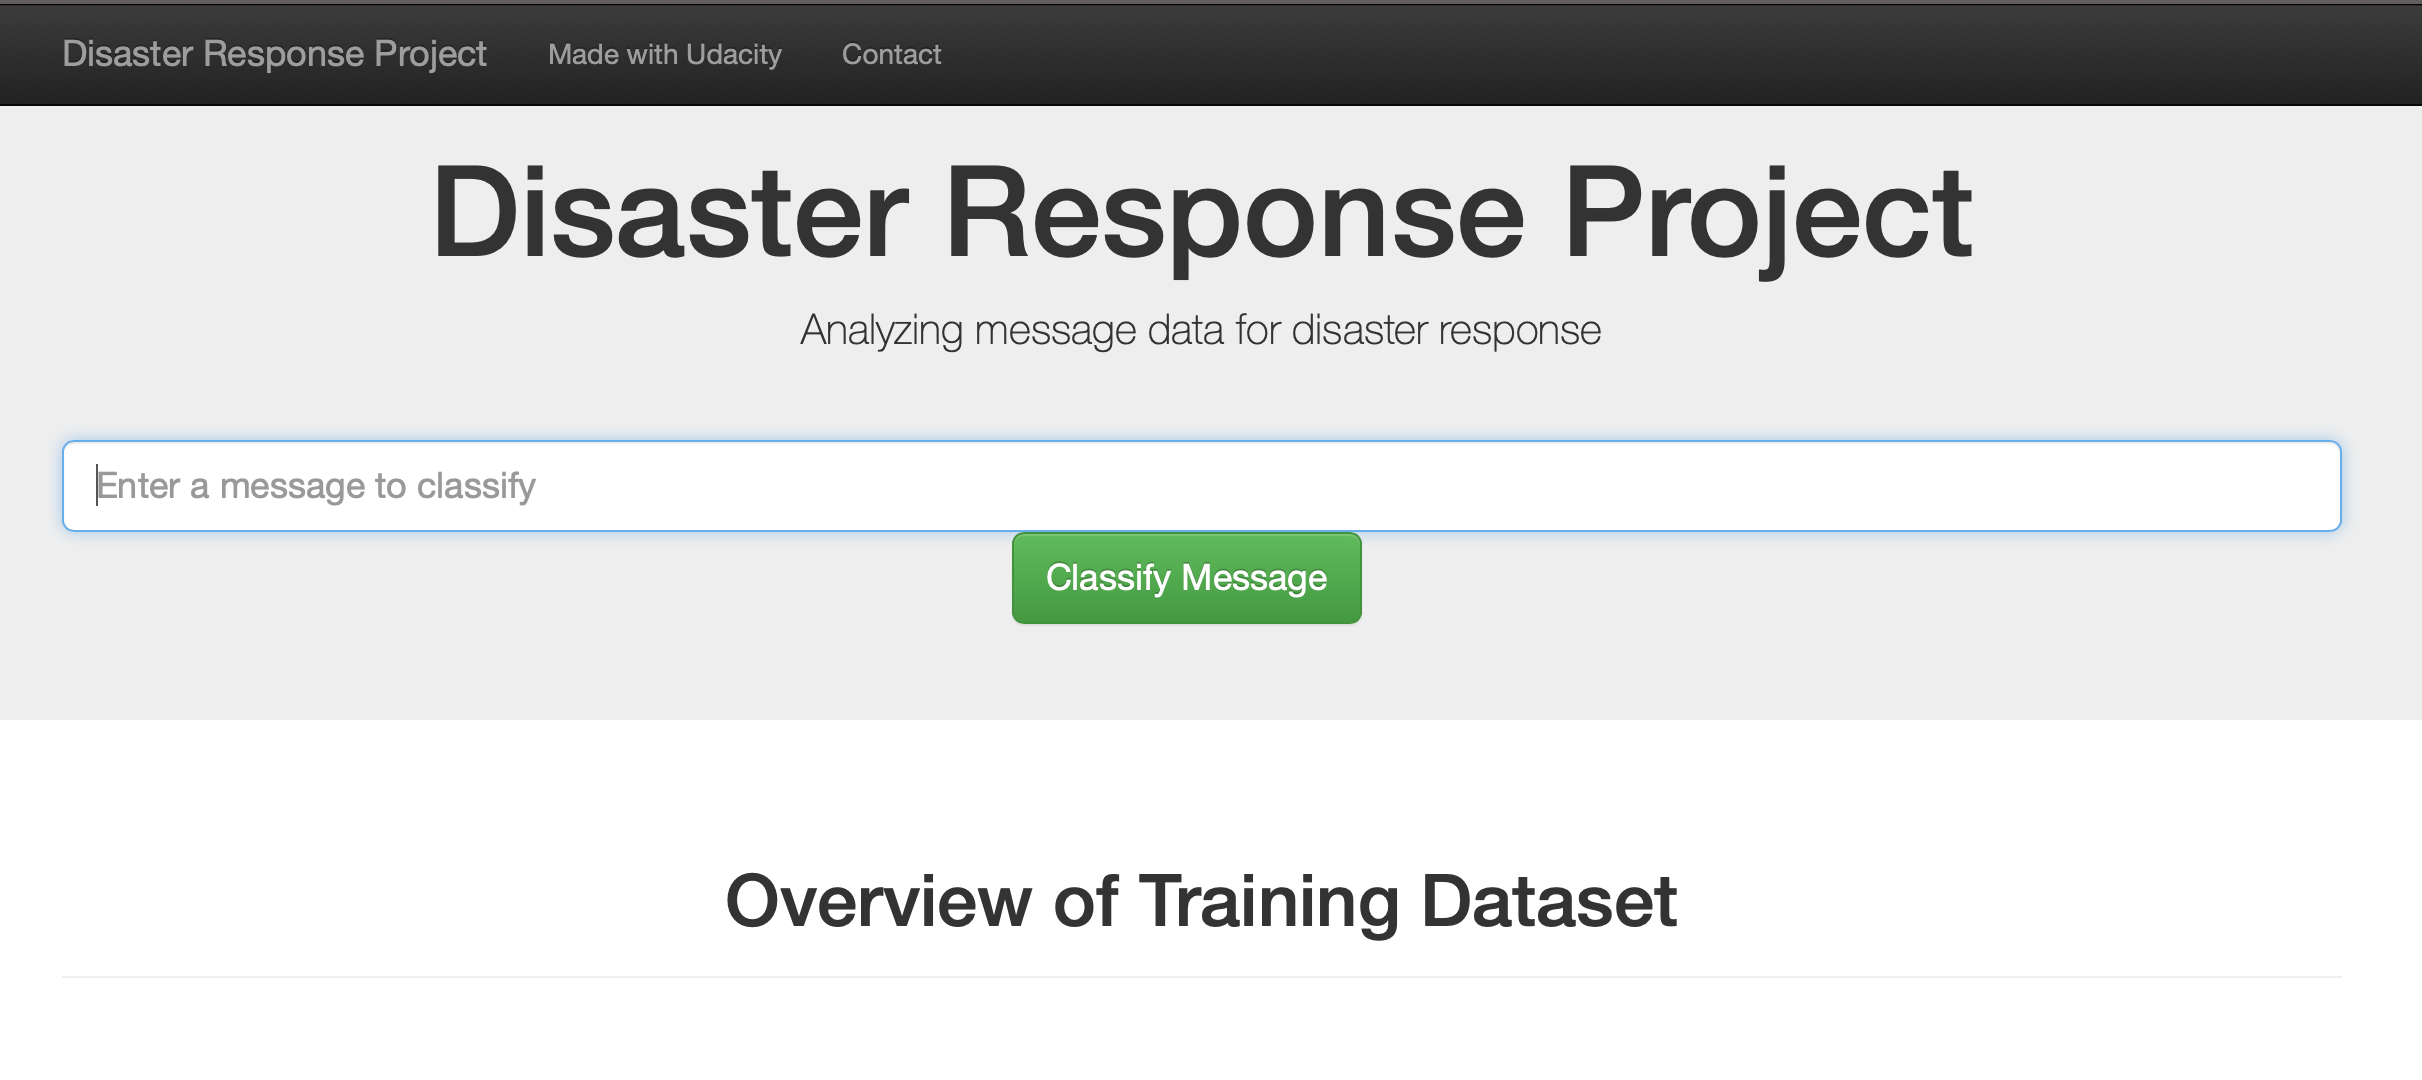 Disaster Response Project Made with Udacity Contact
Disaster Response Project
Analyzing message data for disaster response
Enter a message to classify
Classify Message
Overview of Training Dataset